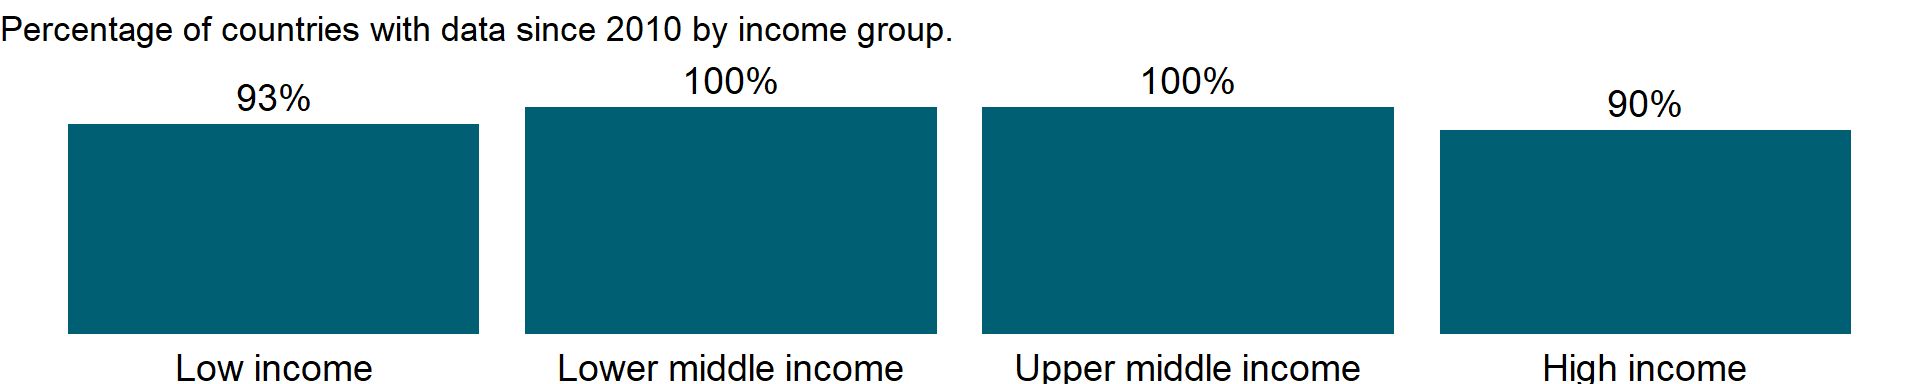 Percentage of countries with data since 2010 by income group.
93%
100%
100%
90%
Low income
Lower middle income
Upper middle income
High income